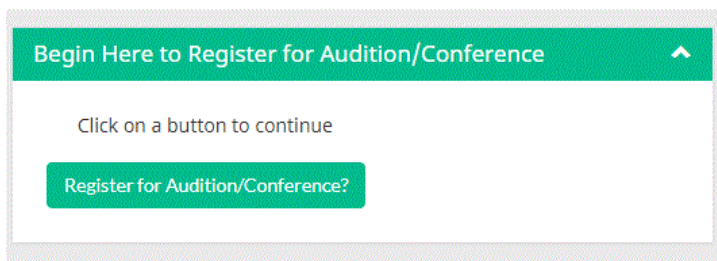 Begin Here to Register for Audition/Conference
Click on a button to continue
Register for Audition/Conference?